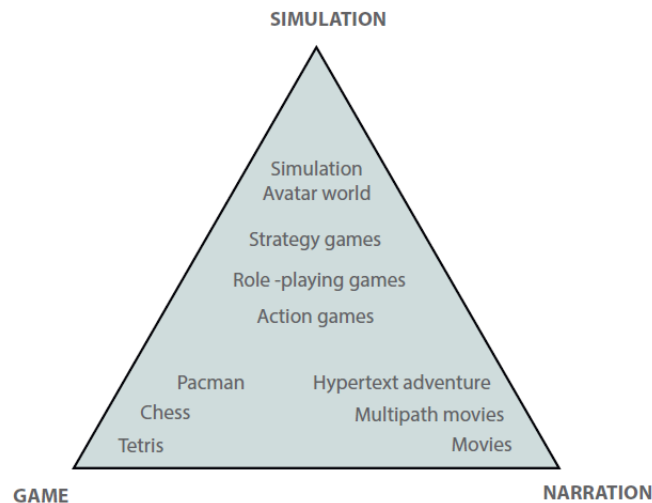 SIMULATION
Simulation
Avatar world
Strategy games
Role -playing games
Action games
Pacman
Hypertext adventure
Chess
Multipath movies
Tetris
Movies
GAME
NARRATION